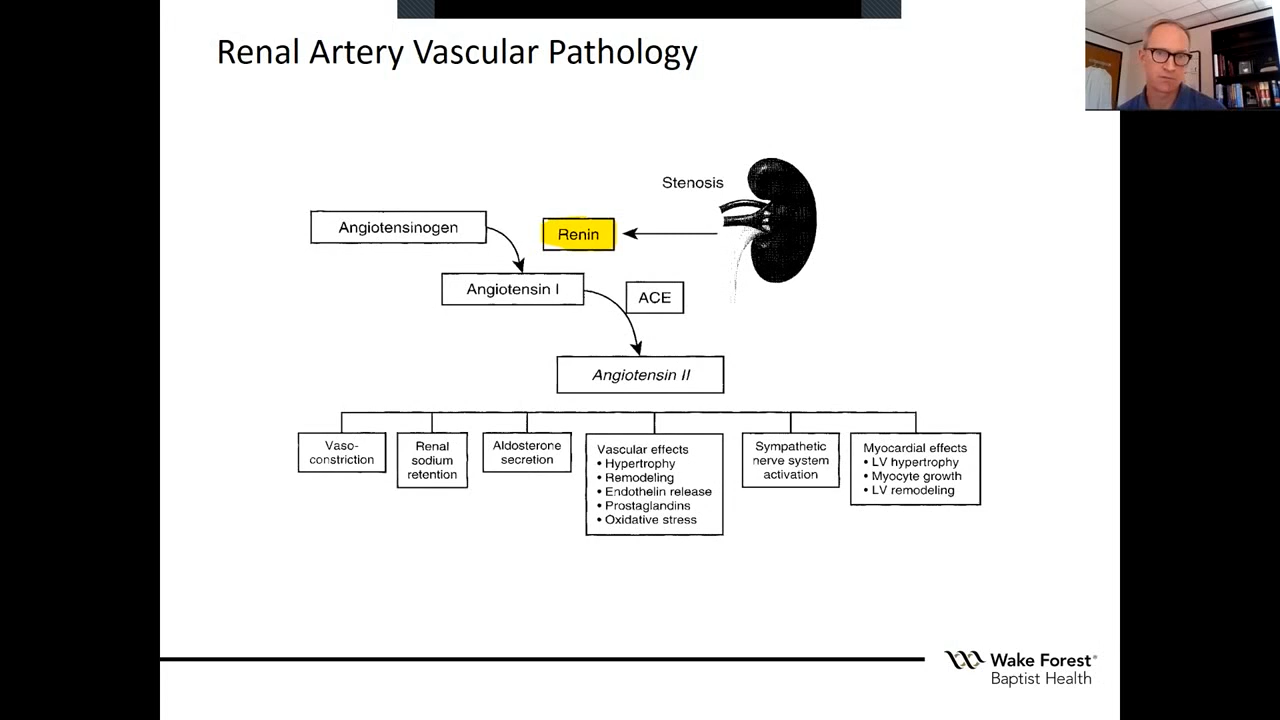 Renal Artery Vascular Pathology
Stenosis
Angiotensinogen
Renin
Angiotensin I
ACE
Angiotensin II
Vaso-
constriction
Renal
sodium
retention
Aldosterone
secretion
Vascular effects
• Hypertrophy
• Remodeling
• Endothelin release
• Prostaglandins
• Oxidative stress
Sympathetic
nerve system
activation
Myocardial effects
• LV hypertrophy
• Myocyte growth
• LV remodeling
Wake Forest®
Baptist Health